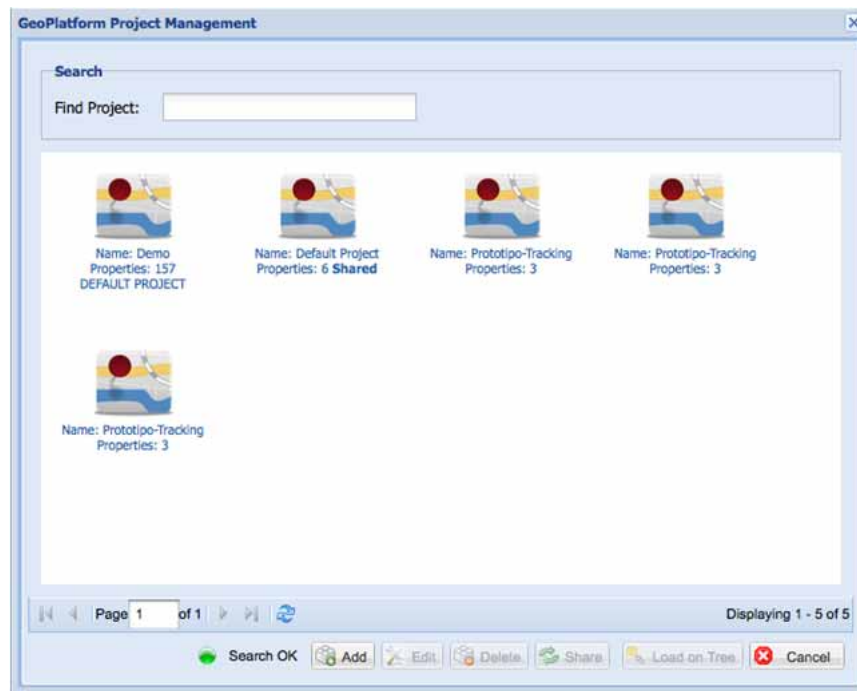 GeoPlatform Project Management
Search
Find Project:
Name: Demo
Properties: 157
DEFAULT PROJECT
Name: Default Project
Properties: 6 Shared
Name: Prototipo-Tracking
Properties: 3
Name: Prototipo-Tracking
Properties: 3
Name: Prototipo-Tracking
Properties: 3
Page 1 of 1
Displaying 1 - 5 of 5
Search OK Add Edit Delete Share Load on Tree Cancel